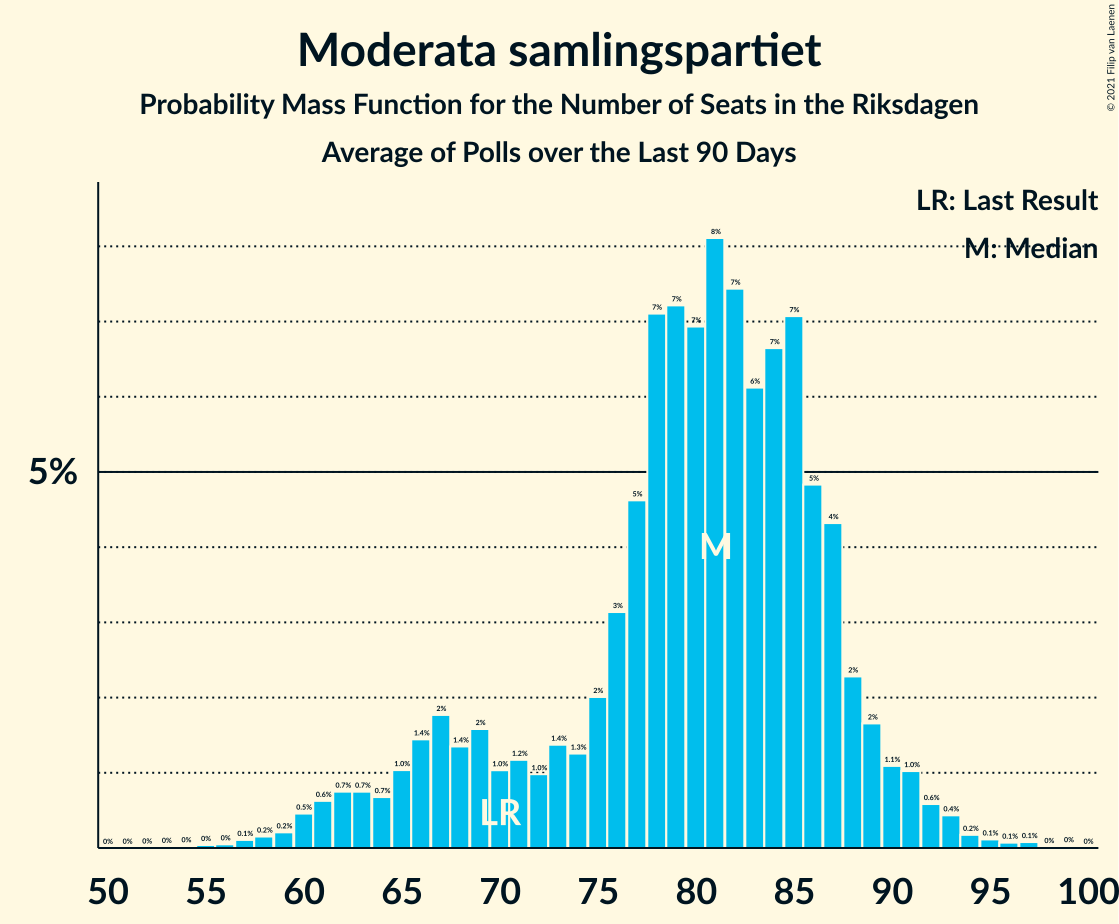 Moderata samlingspartiet
Probability Mass Function for the Number of Seats in the Riksdagen
Average of Polls over the Last 90 Days
© 2021 Filip van Laenen
LR: Last Result
M: Median
5%
0% 0% 0% 0% 0% 0% 0% 0.1% 0.2% 0.2% 0.5% 0.6% 0.7% 0.7% 0.7% 1.0% 1.4% 2% 1.4% 2% 1.0% 1.2% 1.0% 1.4% 1.3% 2% 3% 5% 7% 7% 7% 8% 7% 6% 7% 7% 5% 4% 2% 2% 1.1% 1.0% 0.6% 0.4% 0.2% 0.1% 0.1% 0.1% 0% 0% 0%
M
LR
50 55 60 65 70 75 80 85 90 95 100